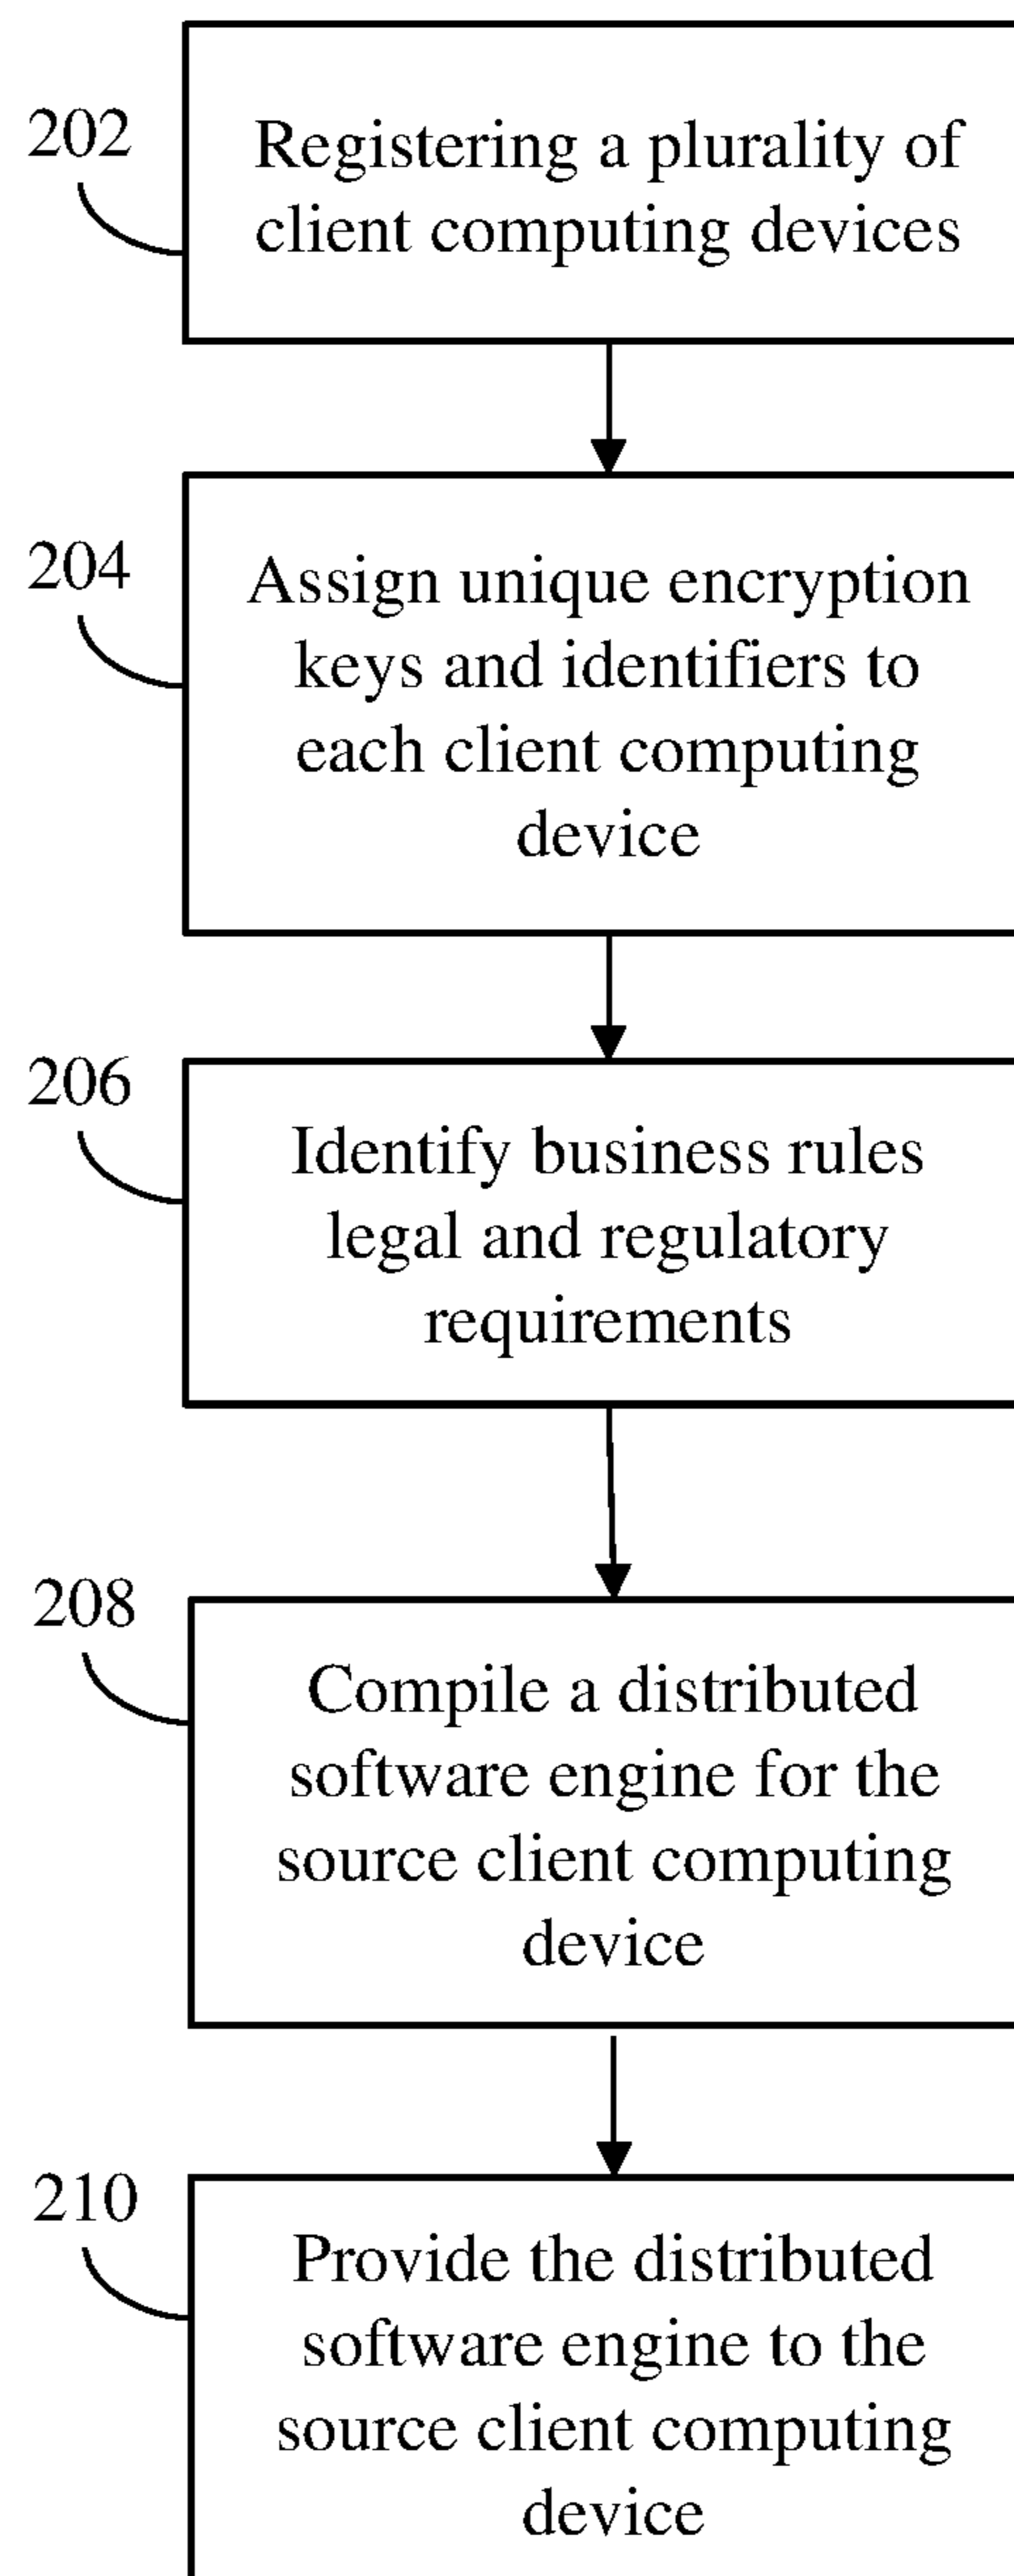 202
Registering a plurality of
client computing devices
204
Assign unique encryption
keys and identifiers to
each client computing
device
206
Identify business rules
legal and regulatory
requirements
208
Compile a distributed
software engine for the
source client computing
device
210
Provide the distributed
software engine to the
source client computing
device